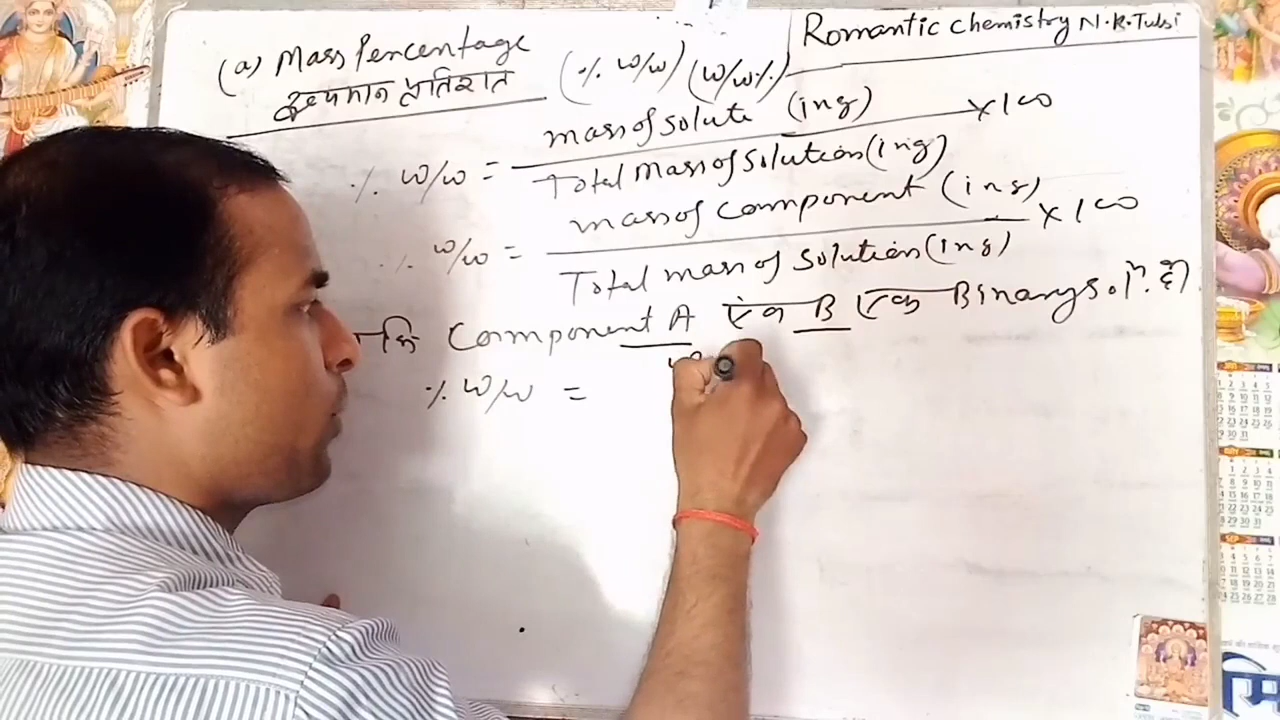 Romantic Chemistry N.K.Tulsi
(a) Mass Percentage (% w/w) (w/w%)
द्रव्यमान प्रतिशत
% w/w = mass of solute (in g) × 100
Total Mass of Solution (in g)
% w/w = mass of Component (in g) × 100
Total mass of Solution (in g)
Component A एवं B एक Binary sol. में है।
% w/w =